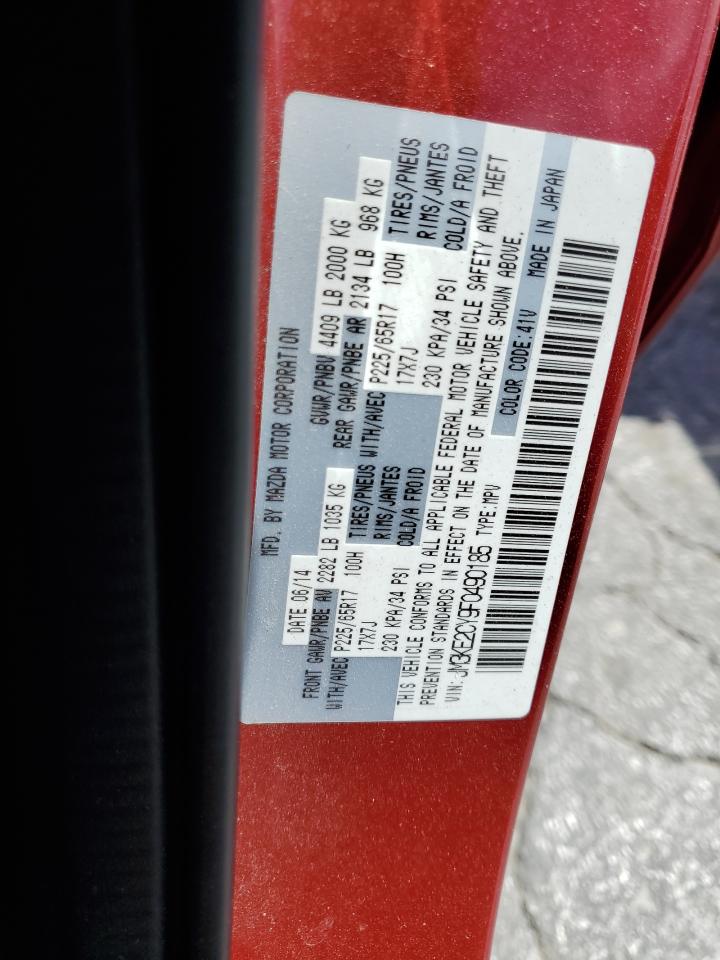 MFD. BY MAZDA MOTOR CORPORATION
DATE 06/14 GVWR/PNBV 4409 LB 2000 KG
FRONT GAWR/PNBE AV 2282 LB 1035 KG REAR GAWR/PNBE AR 2134 LB 968 KG
WITH/AVEC P225/65R17 100H TIRES/PNEUS WITH/AVEC P225/65R17 100H TIRES/PNEUS
17X7J RIMS/JANTES 17X7J RIMS/JANTES
230 KPA/34 PSI COLD/A FROID 230 KPA/34 PSI COLD/A FROID
THIS VEHICLE CONFORMS TO ALL APPLICABLE FEDERAL MOTOR VEHICLE SAFETY AND THEFT
PREVENTION STANDARDS IN EFFECT ON THE DATE OF MANUFACTURE SHOWN ABOVE.
VIN: JM3KE2CY9F0490185 TYPE:MPV COLOR CODE:41V MADE IN JAPAN